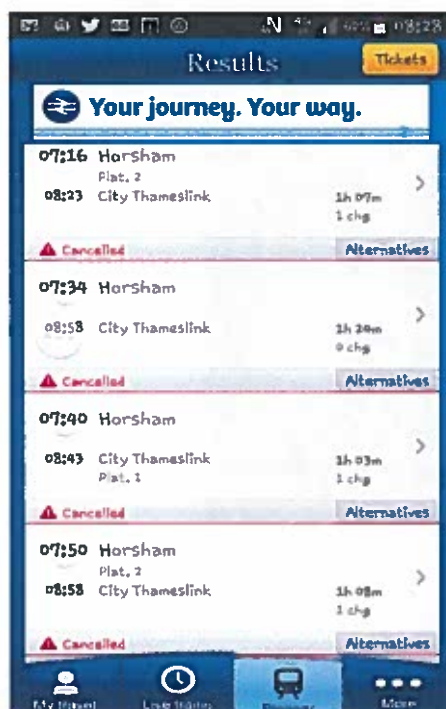 08:28
Results
Tickets
Your journey. Your way.
07:16 Horsham
Plat. 2
08:23 City Thameslink 1h 07m
1 chg
Cancelled Alternatives
07:34 Horsham
08:58 City Thameslink 1h 24m
0 chg
Cancelled Alternatives
07:40 Horsham
08:43 City Thameslink 1h 03m
Plat. 1 1 chg
Cancelled Alternatives
07:50 Horsham
Plat. 2
08:58 City Thameslink 1h 08m
1 chg
Cancelled Alternatives
My travel Live trains More